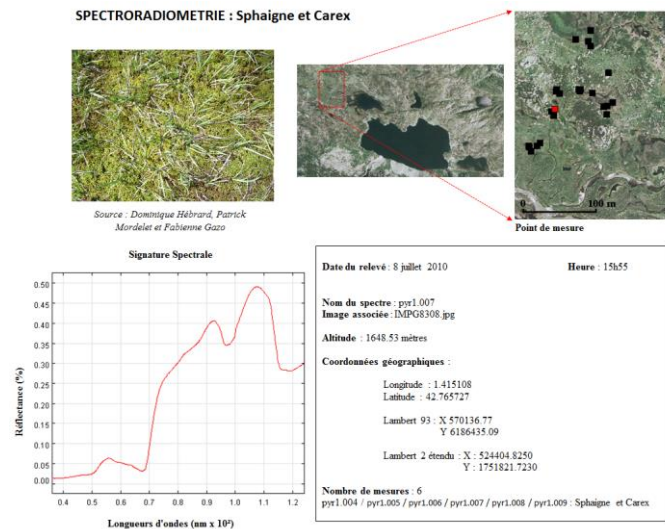 SPECTRORADIOMETRIE : Sphaigne et Carex
Source : Dominique Hébrard, Patrick
Mordelet et Fabienne Gazo
0 100 m
Point de mesure
Signature Spectrale
Réflectance (%)
0.50
0.45
0.40
0.35
0.30
0.25
0.20
0.15
0.10
0.05
0.00
0.4 0.5 0.6 0.7 0.8 0.9 1.0 1.1 1.2
Longueurs d'ondes (nm x 10³)
Date du relevé : 8 juillet 2010 Heure : 15h55
Nom du spectre : pyr1.007
Image associée : IMPG8308.jpg
Altitude : 1648.53 mètres
Coordonnées géographiques :
Longitude : 1.415108
Latitude : 42.765727
Lambert 93 : X 570136.77
Y 6186435.09
Lambert 2 étendu : X : 524404.8250
Y : 1751821.7230
Nombre de mesures : 6
pyr1.004 / pyr1.005 / pyr1.006 / pyr1.007 / pyr1.008 / pyr1.009 : Sphaigne et Carex